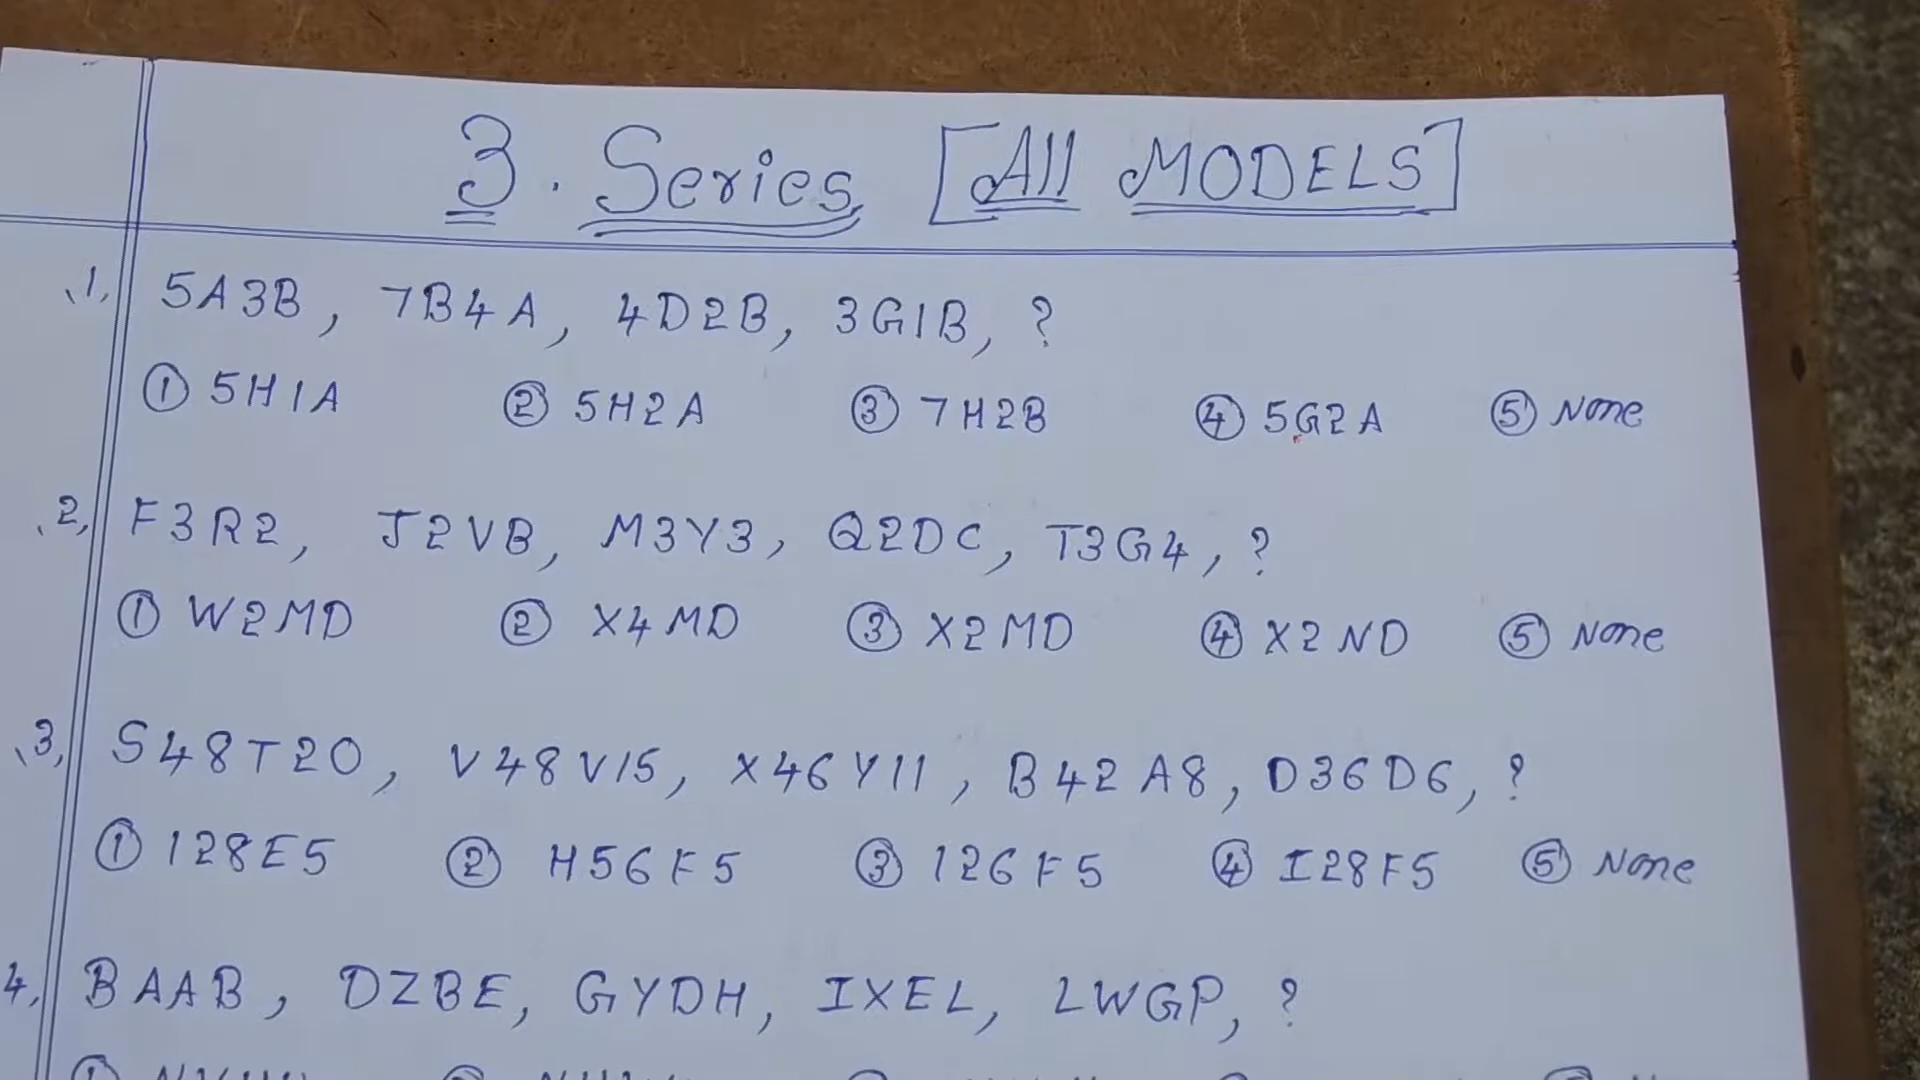 3. Series [All MODELS]
1, 5A3B, 7B4A, 4D2B, 3G1B, ?
① 5H1A ② 5H2A ③ 7H2B ④ 5G2A ⑤ None
2, F3R2, J2VB, M3Y3, Q2DC, T3G4, ?
① W2MD ② X4MD ③ X2MD ④ X2ND ⑤ None
3, S48T20, V48V15, X46Y11, B42A8, D36D6, ?
① 128E5 ② H56F5 ③ 126F5 ④ I28F5 ⑤ None
4, BAAB, DZBE, GYDH, IXEL, LWGP, ?